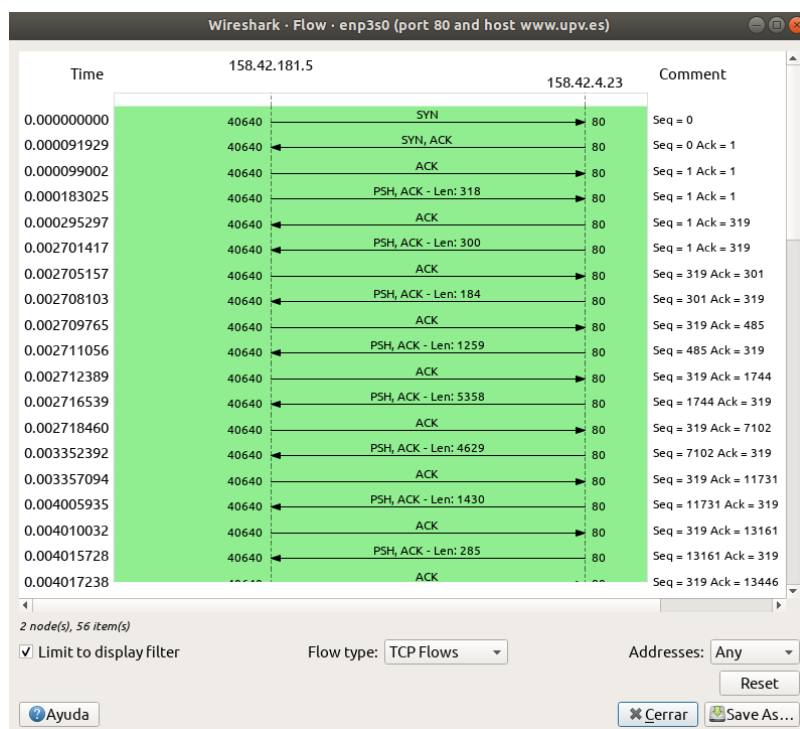 Wireshark · Flow · enp3s0 (port 80 and host www.upv.es)
Time 158.42.181.5 158.42.4.23 Comment
0.000000000 40640 SYN 80 Seq = 0
0.000091929 40640 SYN, ACK 80 Seq = 0 Ack = 1
0.000099002 40640 ACK 80 Seq = 1 Ack = 1
0.000183025 40640 PSH, ACK - Len: 318 80 Seq = 1 Ack = 1
0.000295297 40640 ACK 80 Seq = 1 Ack = 319
0.002701417 40640 PSH, ACK - Len: 300 80 Seq = 1 Ack = 319
0.002705157 40640 ACK 80 Seq = 319 Ack = 301
0.002708103 40640 PSH, ACK - Len: 184 80 Seq = 301 Ack = 319
0.002709765 40640 ACK 80 Seq = 319 Ack = 485
0.002711056 40640 PSH, ACK - Len: 1259 80 Seq = 485 Ack = 319
0.002712389 40640 ACK 80 Seq = 319 Ack = 1744
0.002716539 40640 PSH, ACK - Len: 5358 80 Seq = 1744 Ack = 319
0.002718460 40640 ACK 80 Seq = 319 Ack = 7102
0.003352392 40640 PSH, ACK - Len: 4629 80 Seq = 7102 Ack = 319
0.003357094 40640 ACK 80 Seq = 319 Ack = 11731
0.004005935 40640 PSH, ACK - Len: 1430 80 Seq = 11731 Ack = 319
0.004010032 40640 ACK 80 Seq = 319 Ack = 13161
0.004015728 40640 PSH, ACK - Len: 285 80 Seq = 13161 Ack = 319
0.004017238 ACK Seq = 319 Ack = 13446
2 node(s), 56 item(s)
Limit to display filter Flow type: TCP Flows Addresses: Any
Reset
Ayuda Cerrar Save As...